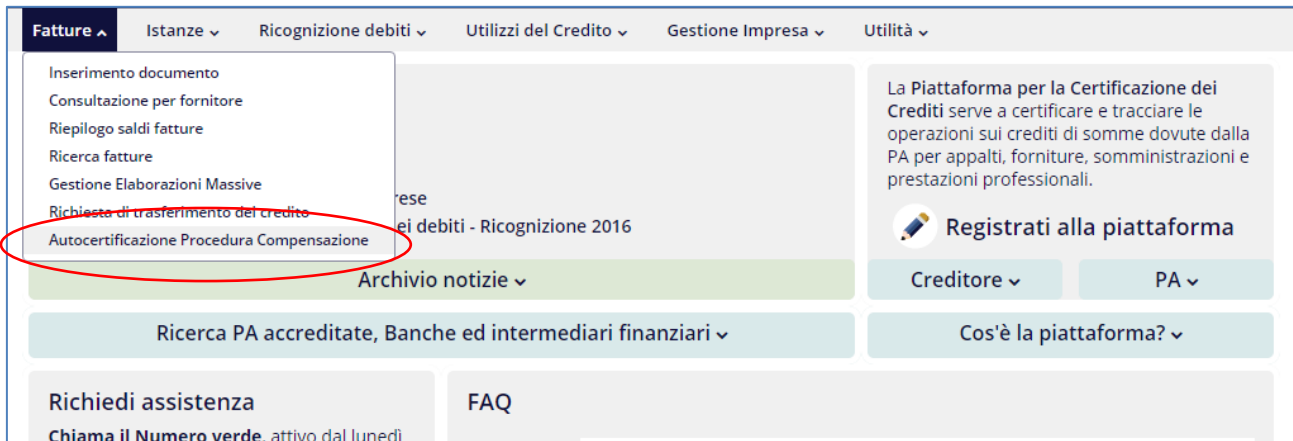 Fatture Istanze Ricognizione debiti Utilizzi del Credito Gestione Impresa Utilità
Inserimento documento
Consultazione per fornitore
Riepilogo saldi fatture
Ricerca fatture
Gestione Elaborazioni Massive
Richiesta di trasferimento del credito
Autocertificazione Procedura Compensazione
rese
ei debiti - Ricognizione 2016
La Piattaforma per la Certificazione dei
Crediti serve a certificare e tracciare le
operazioni sui crediti di somme dovute dalla
PA per appalti, forniture, somministrazioni e
prestazioni professionali.
Registrati alla piattaforma
Archivio notizie
Creditore PA
Ricerca PA accreditate, Banche ed intermediari finanziari
Cos'è la piattaforma?
Richiedi assistenza
Chiama il Numero verde, attivo dal lunedì
FAQ